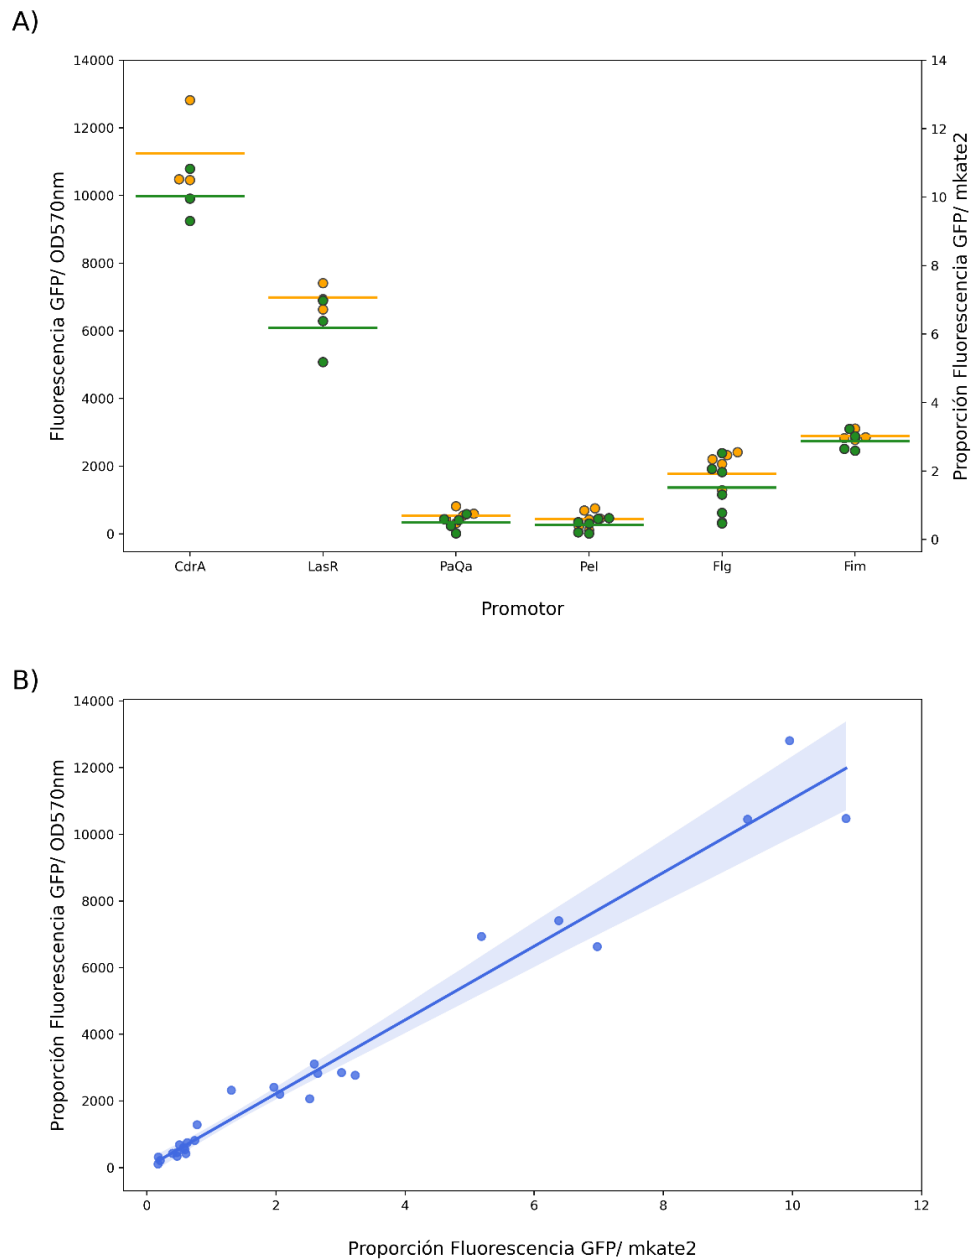 A)
14000
12000
10000
8000
6000
4000
2000
0
Fluorescencia GFP/ OD570nm
14
12
10
8
6
4
2
0
Proporción Fluorescencia GFP/ mkate2
CdrA LasR PaQa Pel Flg Fim
Promotor
B)
14000
12000
10000
8000
6000
4000
2000
0
Proporción Fluorescencia GFP/ OD570nm
0 2 4 6 8 10 12
Proporción Fluorescencia GFP/ mkate2